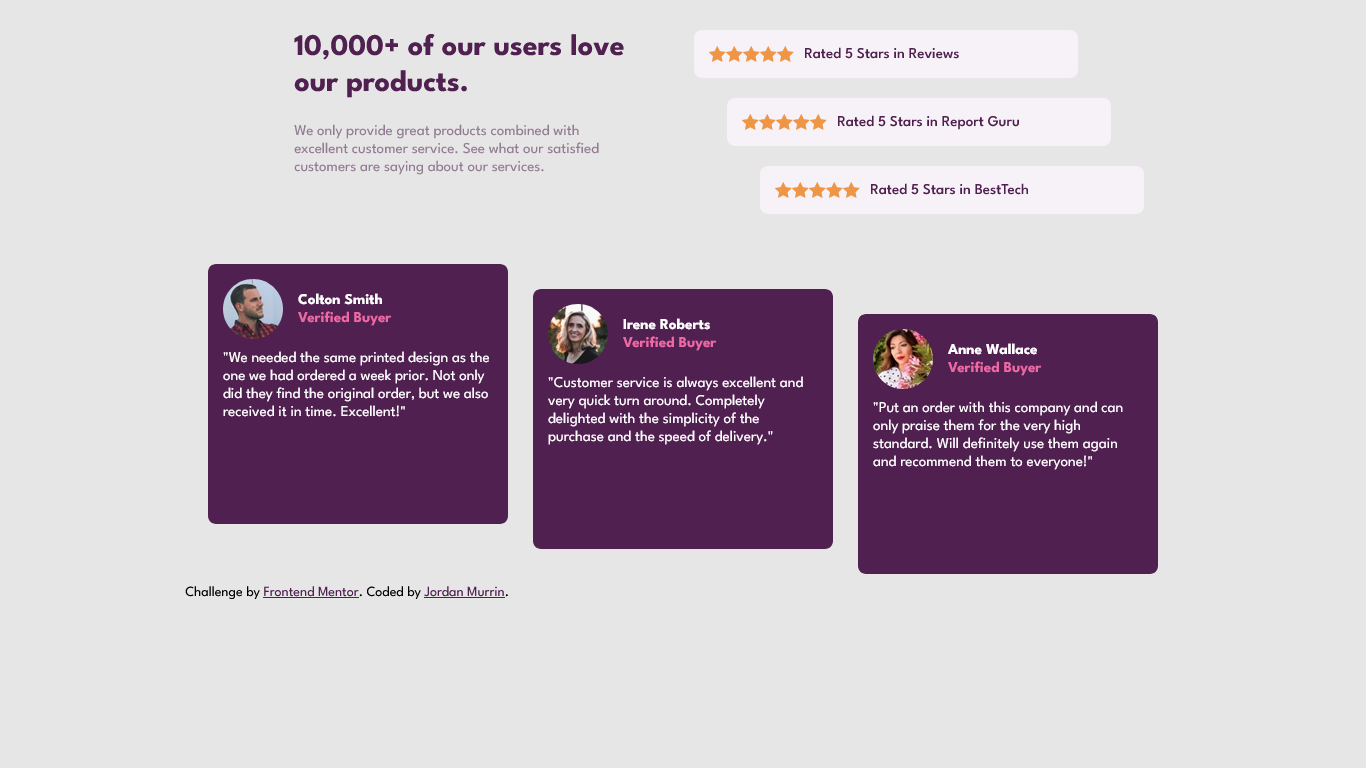 10,000+ of our users love
our products.
We only provide great products combined with
excellent customer service. See what our satisfied
customers are saying about our services.
Rated 5 Stars in Reviews
Rated 5 Stars in Report Guru
Rated 5 Stars in BestTech
Colton Smith
Verified Buyer
"We needed the same printed design as the
one we had ordered a week prior. Not only
did they find the original order, but we also
received it in time. Excellent!"
Irene Roberts
Verified Buyer
"Customer service is always excellent and
very quick turn around. Completely
delighted with the simplicity of the
purchase and the speed of delivery."
Anne Wallace
Verified Buyer
"Put an order with this company and can
only praise them for the very high
standard. Will definitely use them again
and recommend them to everyone!"
Challenge by Frontend Mentor. Coded by Jordan Murrin.